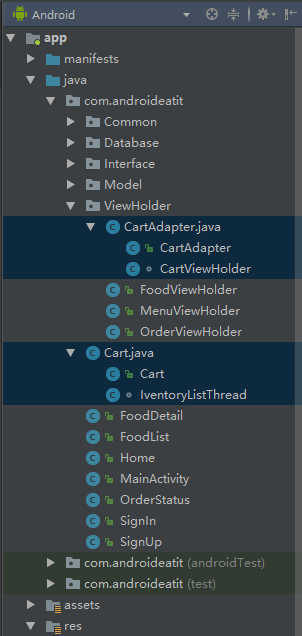 Android
app
manifests
java
com.androideatit
Common
Database
Interface
Model
ViewHolder
CartAdapter.java
CartAdapter
CartViewHolder
FoodViewHolder
MenuViewHolder
OrderViewHolder
Cart.java
Cart
IventoryListThread
FoodDetail
FoodList
Home
MainActivity
OrderStatus
SignIn
SignUp
com.androideatit (androidTest)
com.androideatit (test)
assets
res